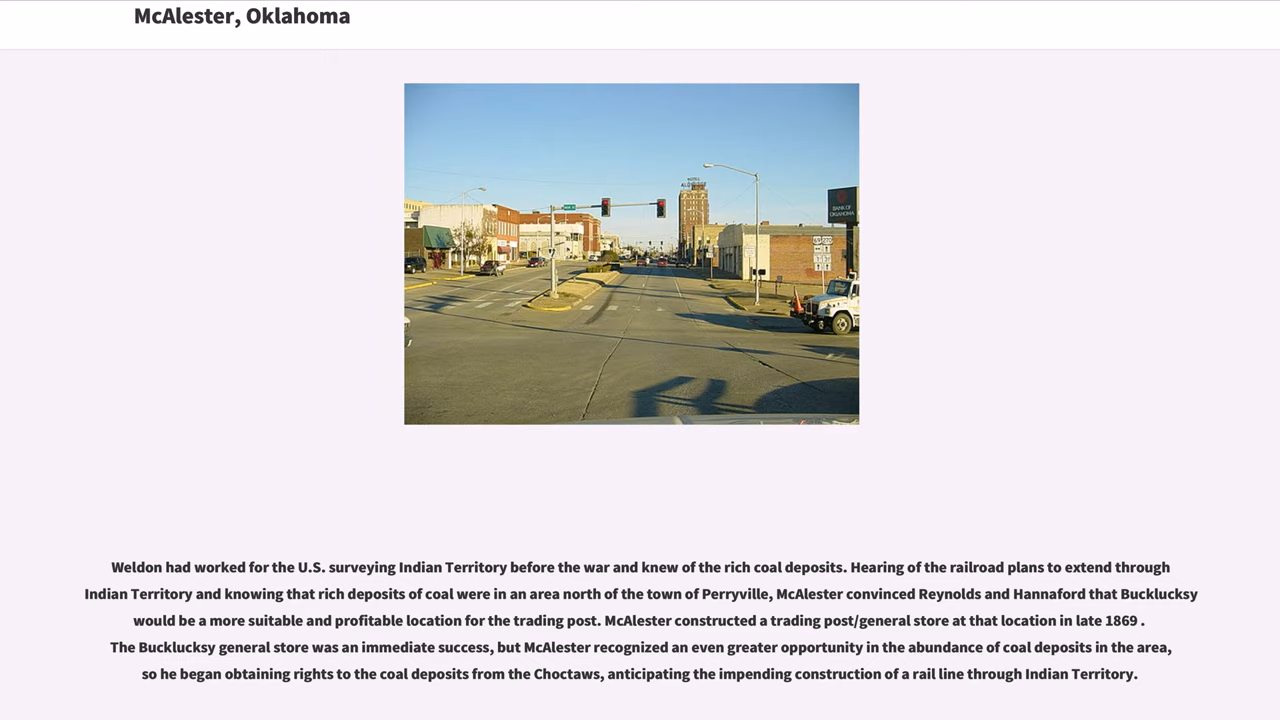 McAlester, Oklahoma
HOTEL
ALDRIDGE
BANK OF
OKLAHOMA
Weldon had worked for the U.S. surveying Indian Territory before the war and knew of the rich coal deposits. Hearing of the railroad plans to extend through
Indian Territory and knowing that rich deposits of coal were in an area north of the town of Perryville, McAlester convinced Reynolds and Hannaford that Bucklucksy
would be a more suitable and profitable location for the trading post. McAlester constructed a trading post/general store at that location in late 1869 .
The Bucklucksy general store was an immediate success, but McAlester recognized an even greater opportunity in the abundance of coal deposits in the area,
so he began obtaining rights to the coal deposits from the Choctaws, anticipating the impending construction of a rail line through Indian Territory.